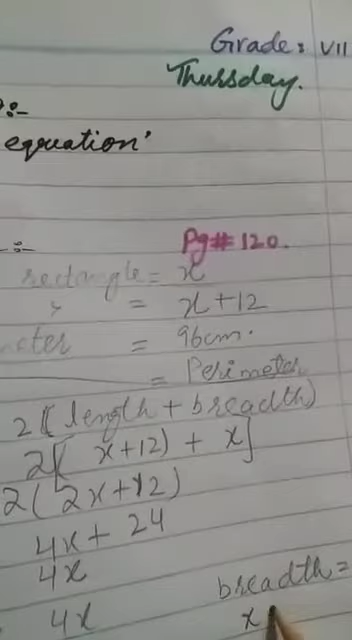 Grade: VII
Thursday.
:-
equation'
:-
Pg# 120.
rectangle = x
" = x+12
= 96cm.
= Perimeter
2[(length + breadth)
2[(x+12) + x]
2(2x+12)
4x + 24
4x
breadth =
4x
x